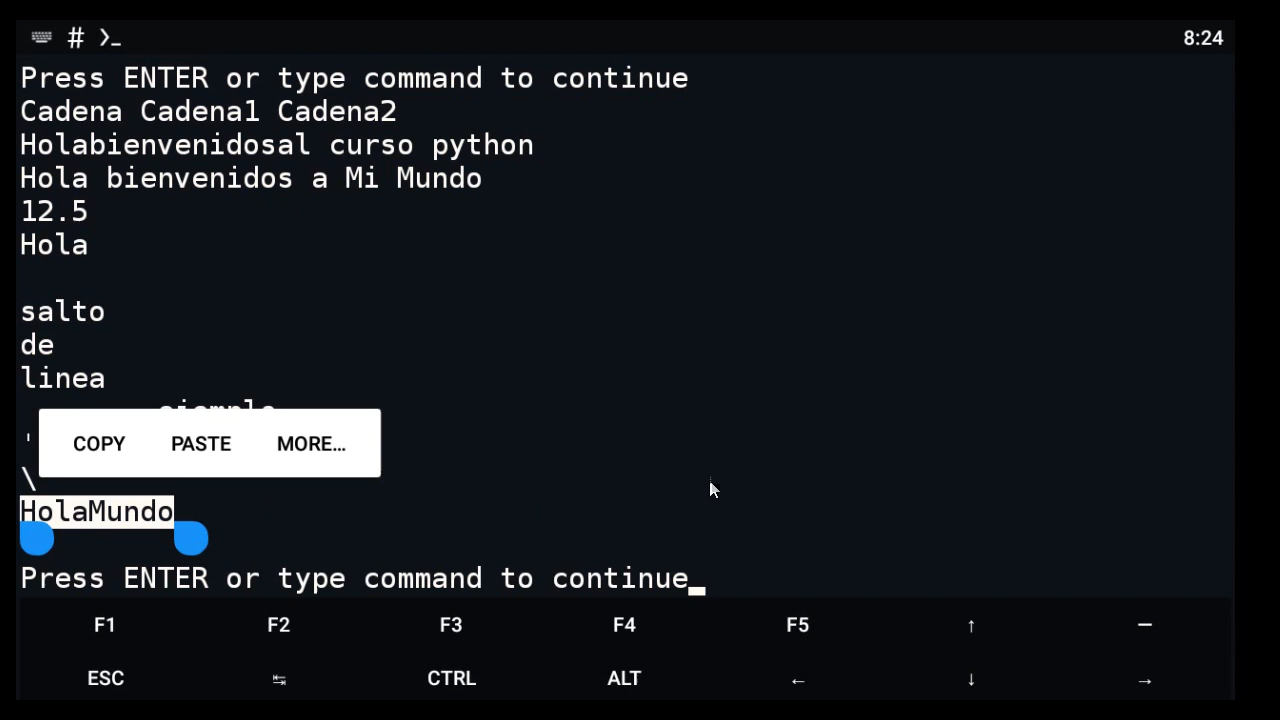 # ❯_
8:24
Press ENTER or type command to continue
Cadena Cadena1 Cadena2
Holabienvenidosal curso python
Hola bienvenidos a Mi Mundo
12.5
Hola
salto
de
linea
'
COPY PASTE MORE...
\
HolaMundo
Press ENTER or type command to continue_
F1 F2 F3 F4 F5 ↑ —
ESC ↹ CTRL ALT ← ↓ →